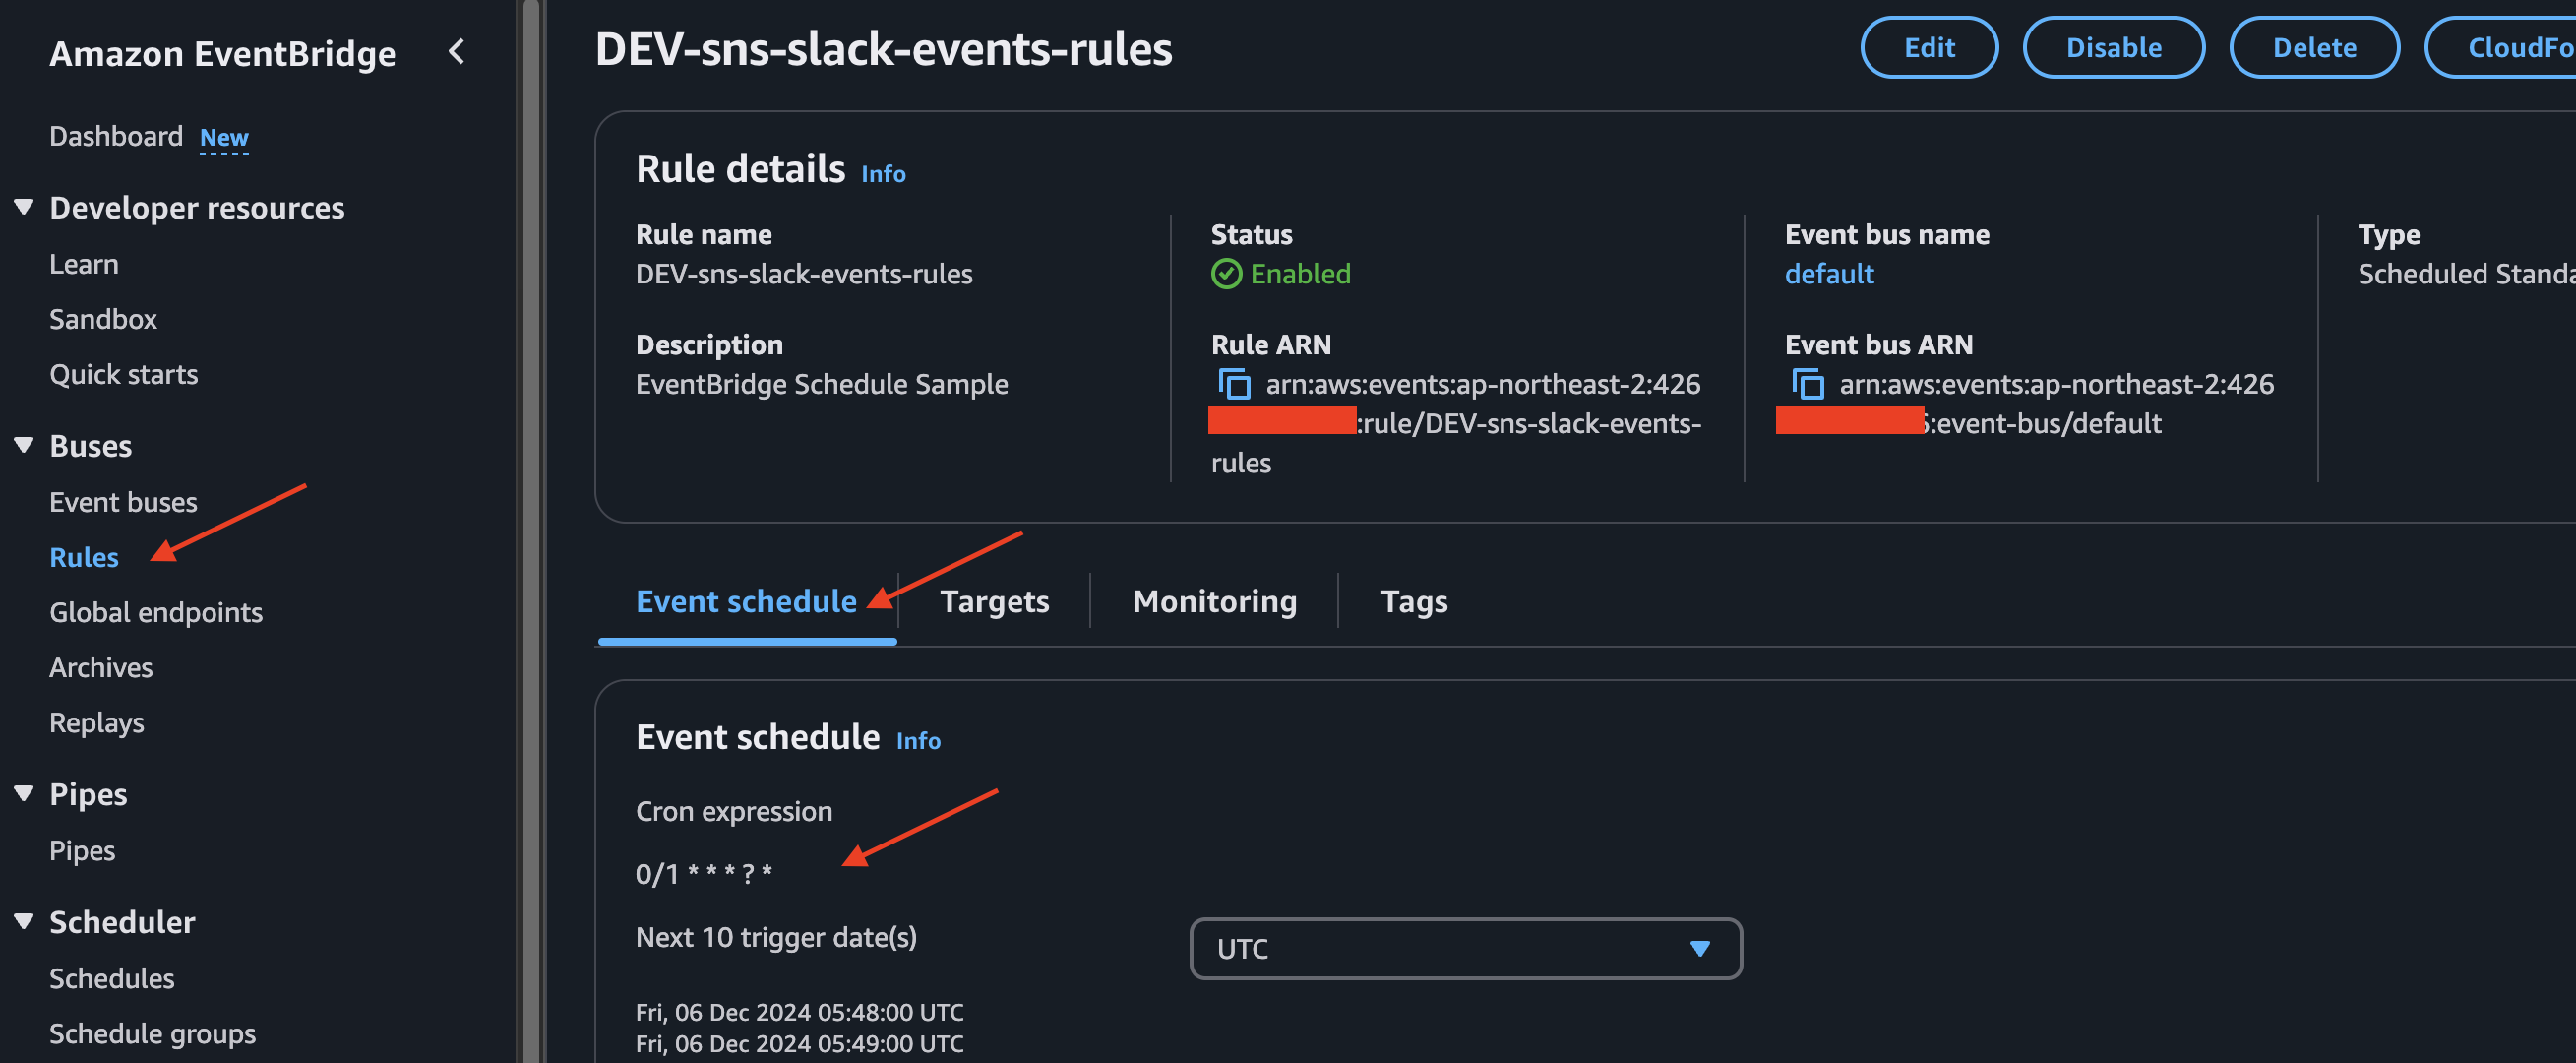 Amazon EventBridge
Dashboard New
Developer resources
Learn
Sandbox
Quick starts
Buses
Event buses
Rules
Global endpoints
Archives
Replays
Pipes
Pipes
Scheduler
Schedules
Schedule groups
DEV-sns-slack-events-rules
Edit
Disable
Delete
CloudFo
Rule details Info
Rule name
DEV-sns-slack-events-rules
Description
EventBridge Schedule Sample
Status
Enabled
Rule ARN
arn:aws:events:ap-northeast-2:426
:rule/DEV-sns-slack-events-
rules
Event bus name
default
Event bus ARN
arn:aws:events:ap-northeast-2:426
:event-bus/default
Type
Scheduled Standa
Event schedule
Targets
Monitoring
Tags
Event schedule Info
Cron expression
0/1 * * * ? *
Next 10 trigger date(s)
UTC
Fri, 06 Dec 2024 05:48:00 UTC
Fri, 06 Dec 2024 05:49:00 UTC